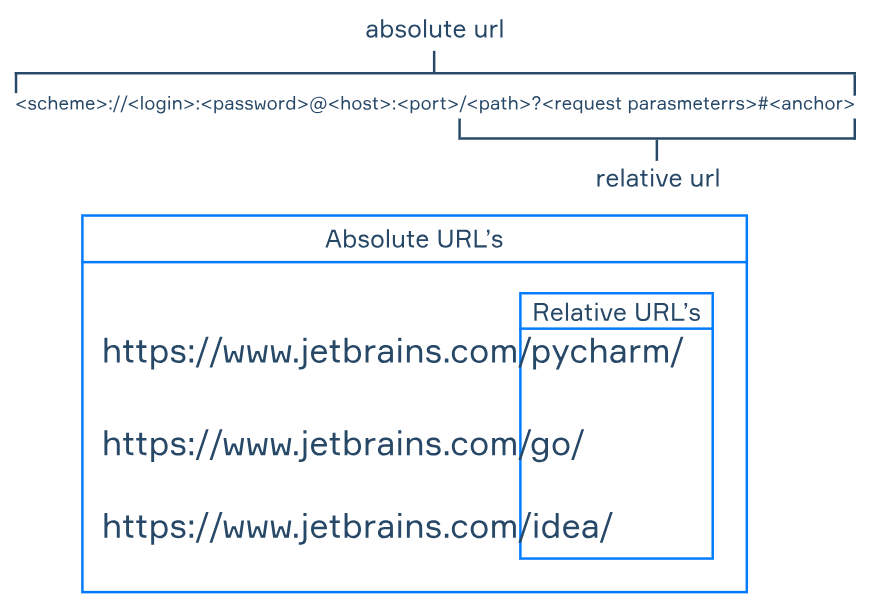 absolute url
<scheme>://<login>:<password>@<host>:<port>/<path>?<request parasmeterrs>#<anchor>
relative url
Absolute URL’s
Relative URL’s
https://www.jetbrains.com/pycharm/
https://www.jetbrains.com/go/
https://www.jetbrains.com/idea/